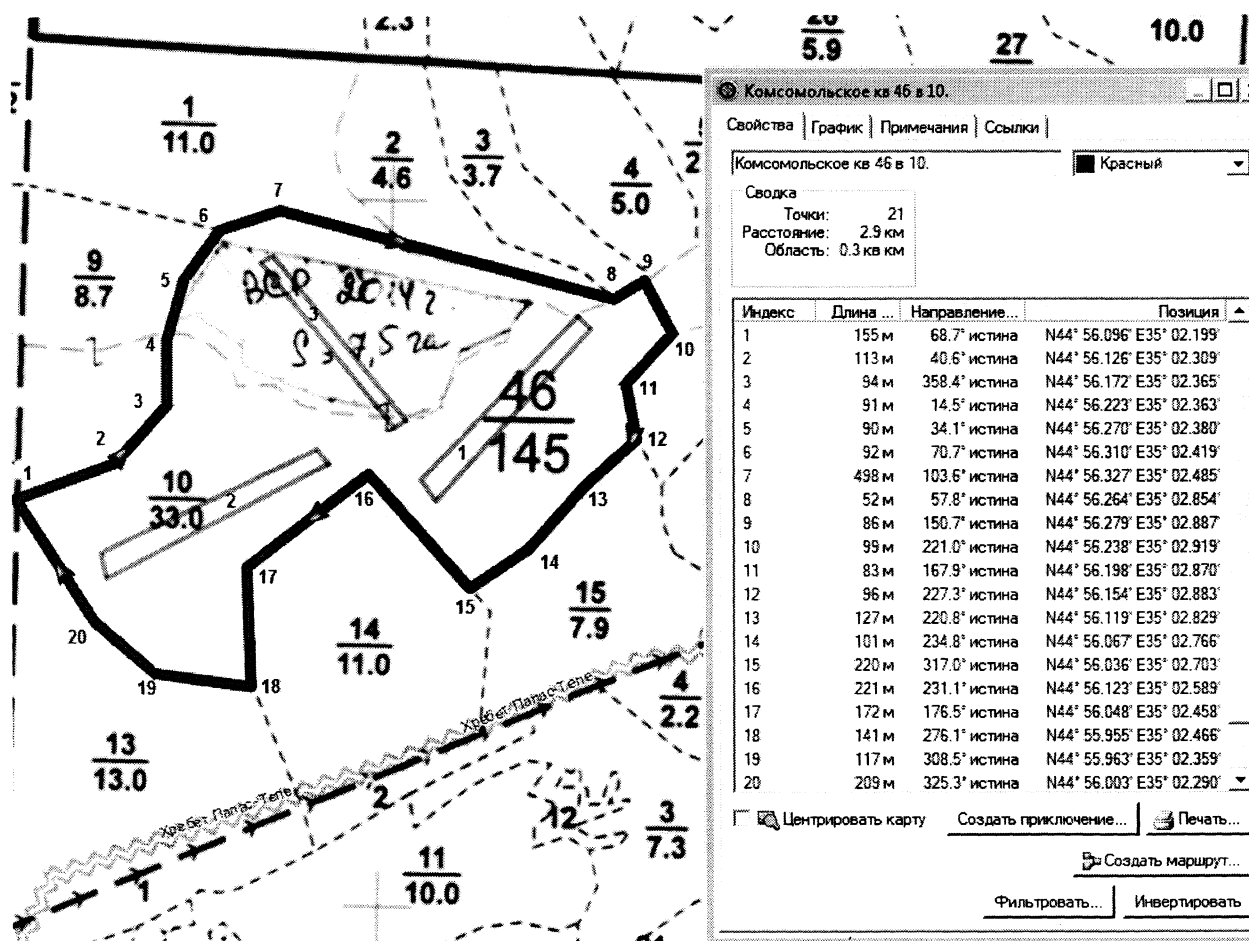 2.3
26
5.9
27
10.0
1
11.0
2
4.6
3
3.7
4
5.0
7
6
8
9
9
8.7
5
ВСР 2014г
3
S = 7,5 га
4
10
11
3
46
145
1
12
2
1
10
33.0
2
16
13
17
14
15
15
7.9
20
14
11.0
19
18
4
2.2
13
13.0
Хребет Папас-Тепе
Хребет Папас-Тепе
2
12
3
7.3
1
11
10.0
Комсомольское кв 46 в 10.
Свойства График Примечания Ссылки
Комсомольское кв 46 в 10.
Красный
Сводка
Точки: 21
Расстояние: 2.9 км
Область: 0.3 кв км
Индекс Длина ... Направление... Позиция
1 155 м 68.7° истина N44° 56.096' E35° 02.199'
2 113 м 40.6° истина N44° 56.126' E35° 02.309'
3 94 м 358.4° истина N44° 56.172' E35° 02.365'
4 91 м 14.5° истина N44° 56.223' E35° 02.363'
5 90 м 34.1° истина N44° 56.270' E35° 02.380'
6 92 м 70.7° истина N44° 56.310' E35° 02.419'
7 498 м 103.6° истина N44° 56.327' E35° 02.485'
8 52 м 57.8° истина N44° 56.264' E35° 02.854'
9 86 м 150.7° истина N44° 56.279' E35° 02.887'
10 99 м 221.0° истина N44° 56.238' E35° 02.919'
11 83 м 167.9° истина N44° 56.198' E35° 02.870'
12 96 м 227.3° истина N44° 56.154' E35° 02.883'
13 127 м 220.8° истина N44° 56.119' E35° 02.829'
14 101 м 234.8° истина N44° 56.067' E35° 02.766'
15 220 м 317.0° истина N44° 56.036' E35° 02.703'
16 221 м 231.1° истина N44° 56.123' E35° 02.589'
17 172 м 176.5° истина N44° 56.048' E35° 02.458'
18 141 м 276.1° истина N44° 55.955' E35° 02.466'
19 117 м 308.5° истина N44° 55.963' E35° 02.359'
20 209 м 325.3° истина N44° 56.003' E35° 02.290'
Центрировать карту Создать приключение... Печать...
Создать маршрут...
Фильтровать... Инвертировать